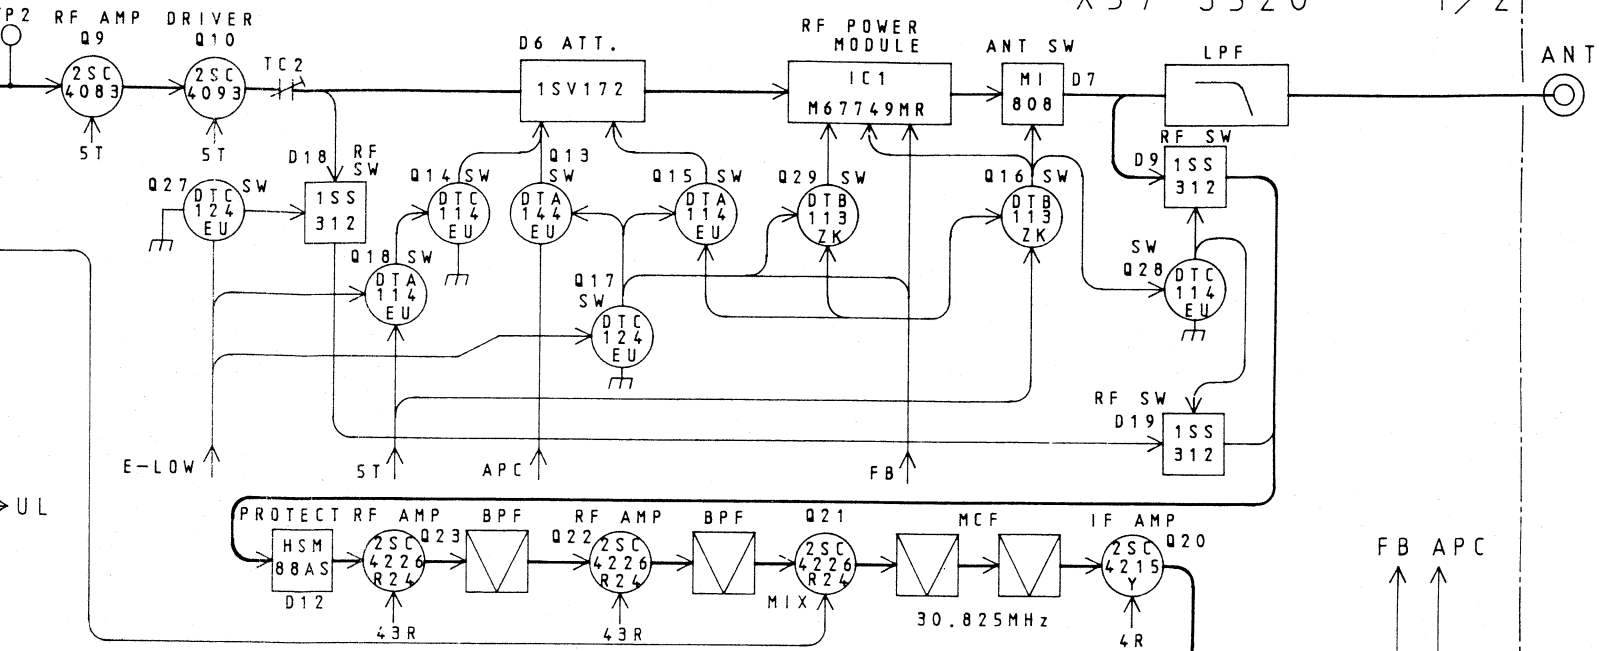 P2 RF AMP DRIVER
Q9 Q10
2SC 4083
2SC 4093
TC2
5T
5T
D6 ATT.
1SV172
RF POWER
MODULE
IC1
M67749MR
ANT SW
MI
808
D7
LPF
ANT
Q27 SW
DTC
124
EU
D18 RF
SW
1SS
312
Q14 SW
DTC
114
EU
Q13
SW
DTA
144
EU
Q15 SW
DTA
114
EU
Q29 SW
DTB
113
ZK
Q16 SW
DTB
113
ZK
RF SW
D9
1SS
312
Q18 SW
DTA
114
EU
Q17
SW
DTC
124
EU
SW
Q28
DTC
114
EU
RF SW
D19
1SS
312
E-LOW
5T
APC
FB
UL
PROTECT RF AMP BPF RF AMP BPF Q21 MCF IF AMP
HSM
88AS
D12
Q23
2SC
4226
R24
43R
Q22
2SC
4226
R24
43R
2SC
4226
R24
MIX
30.825MHz
Q20
2SC
4215
Y
4R
FB APC